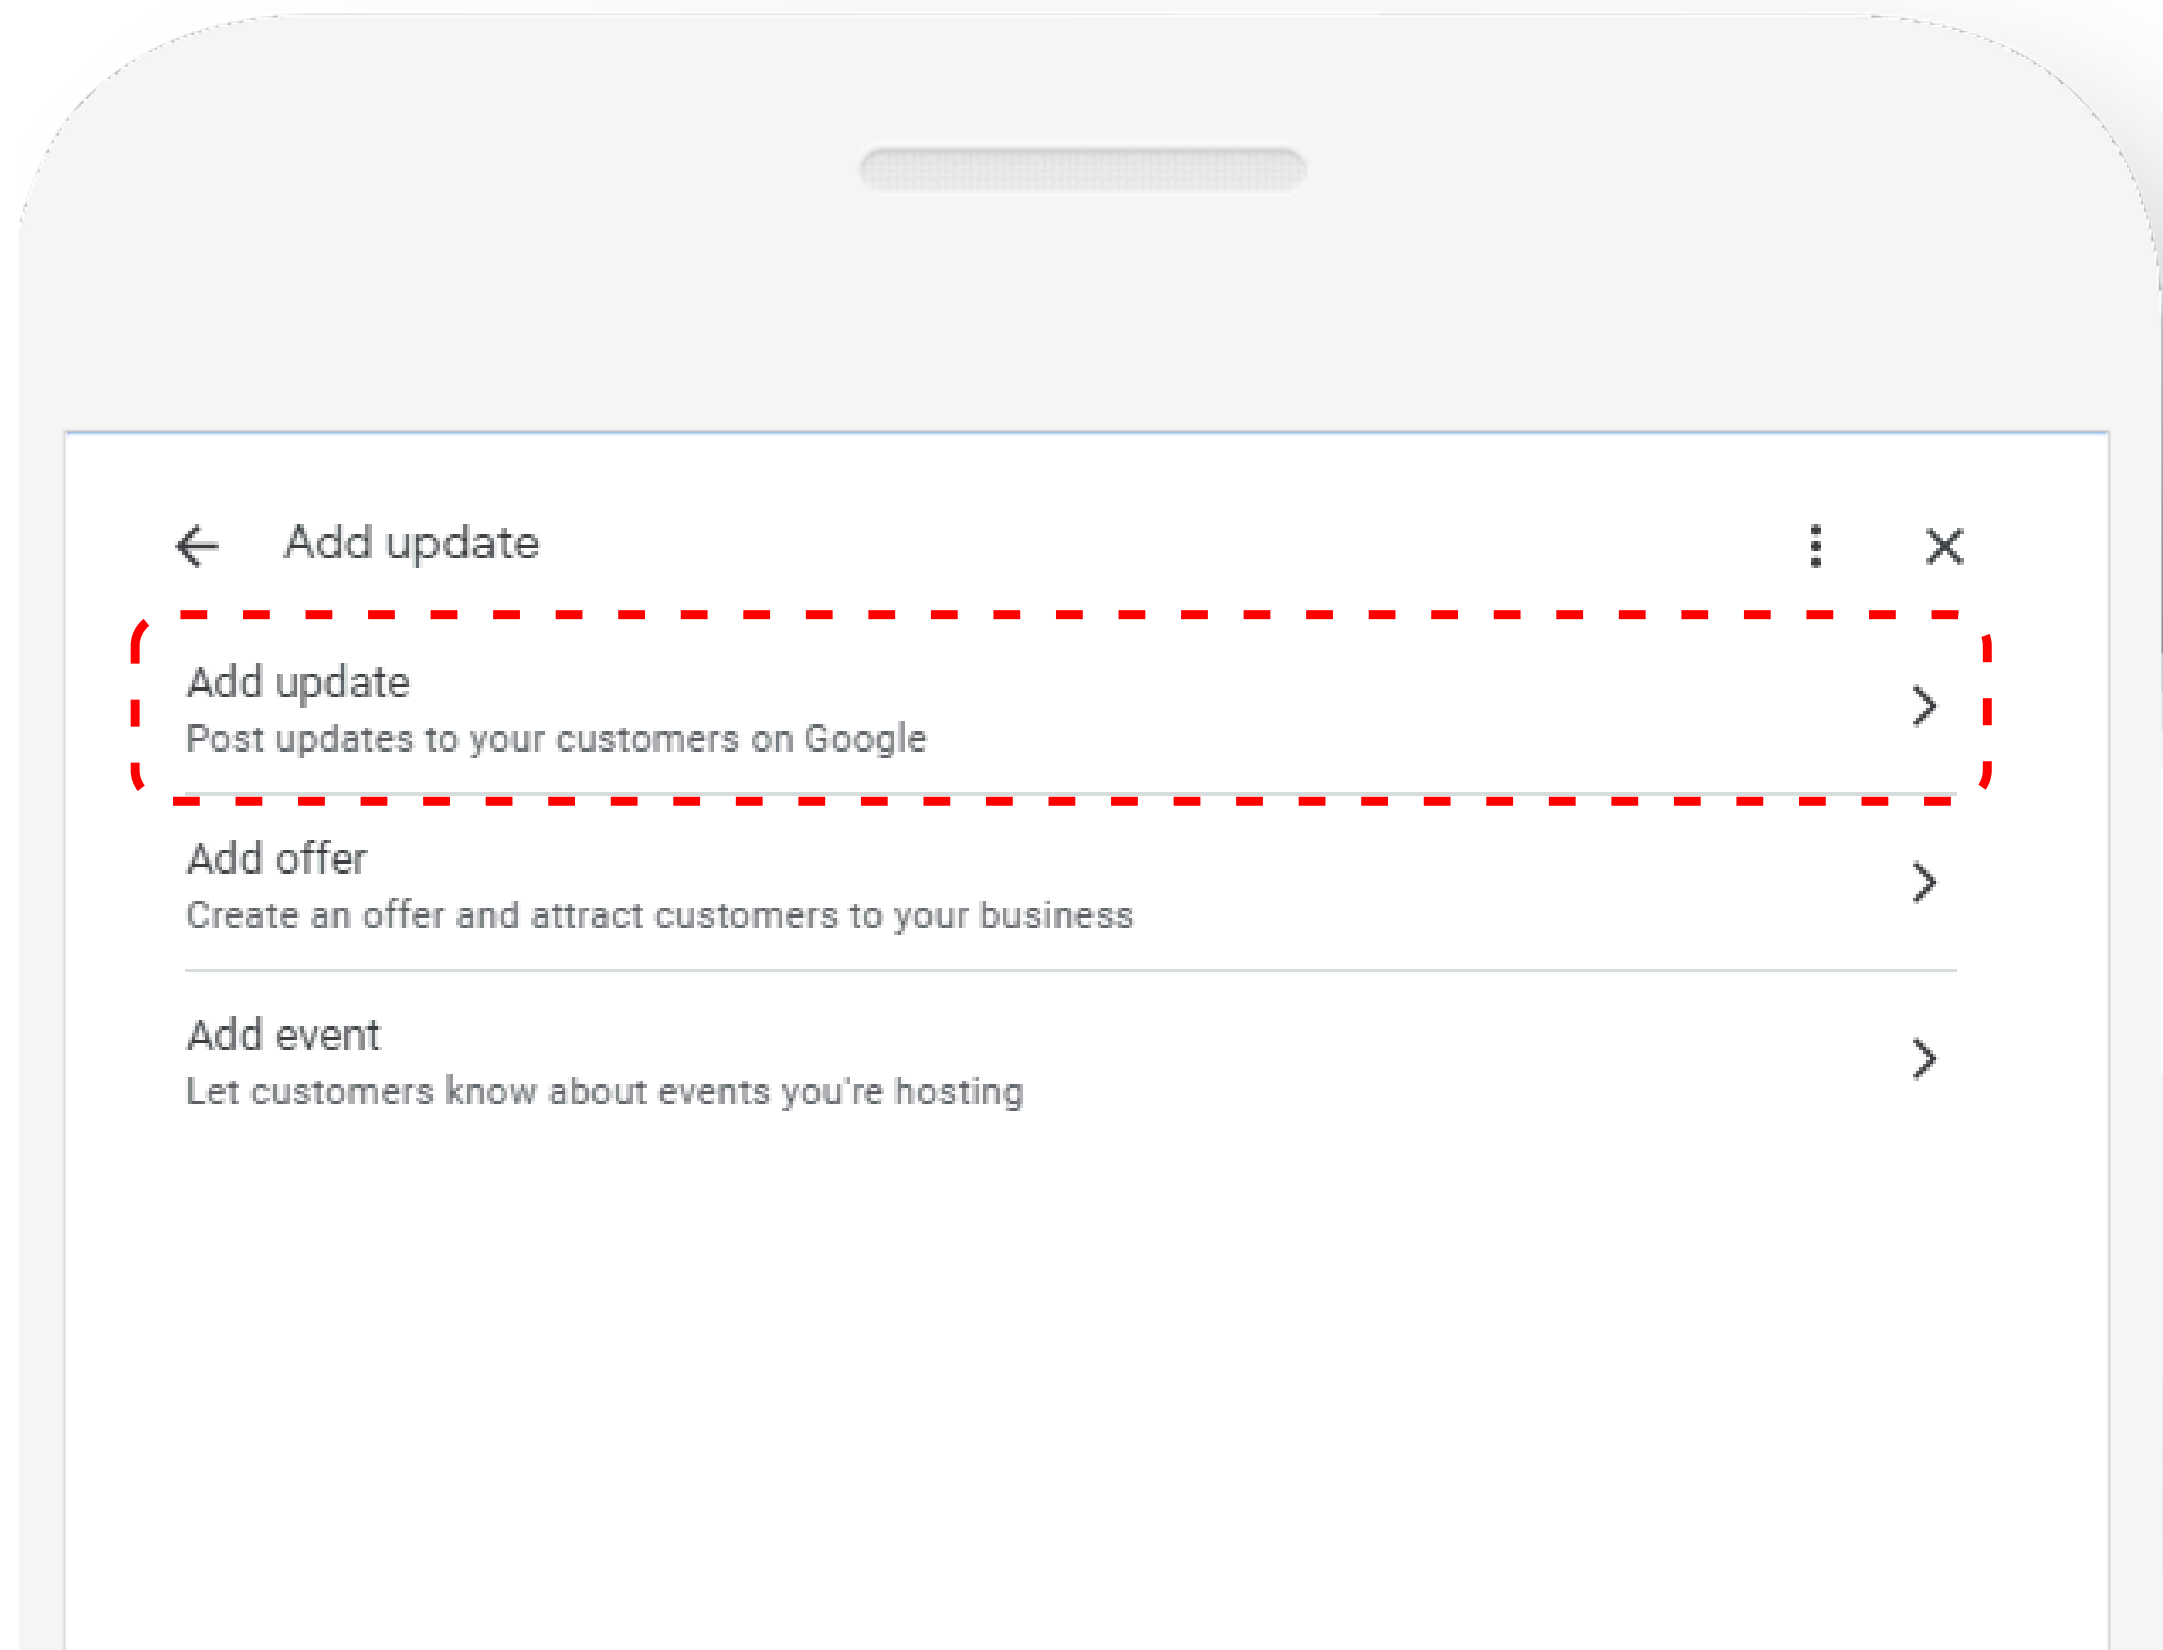 Add update
Add update
Post updates to your customers on Google
Add offer
Create an offer and attract customers to your business
Add event
Let customers know about events you're hosting